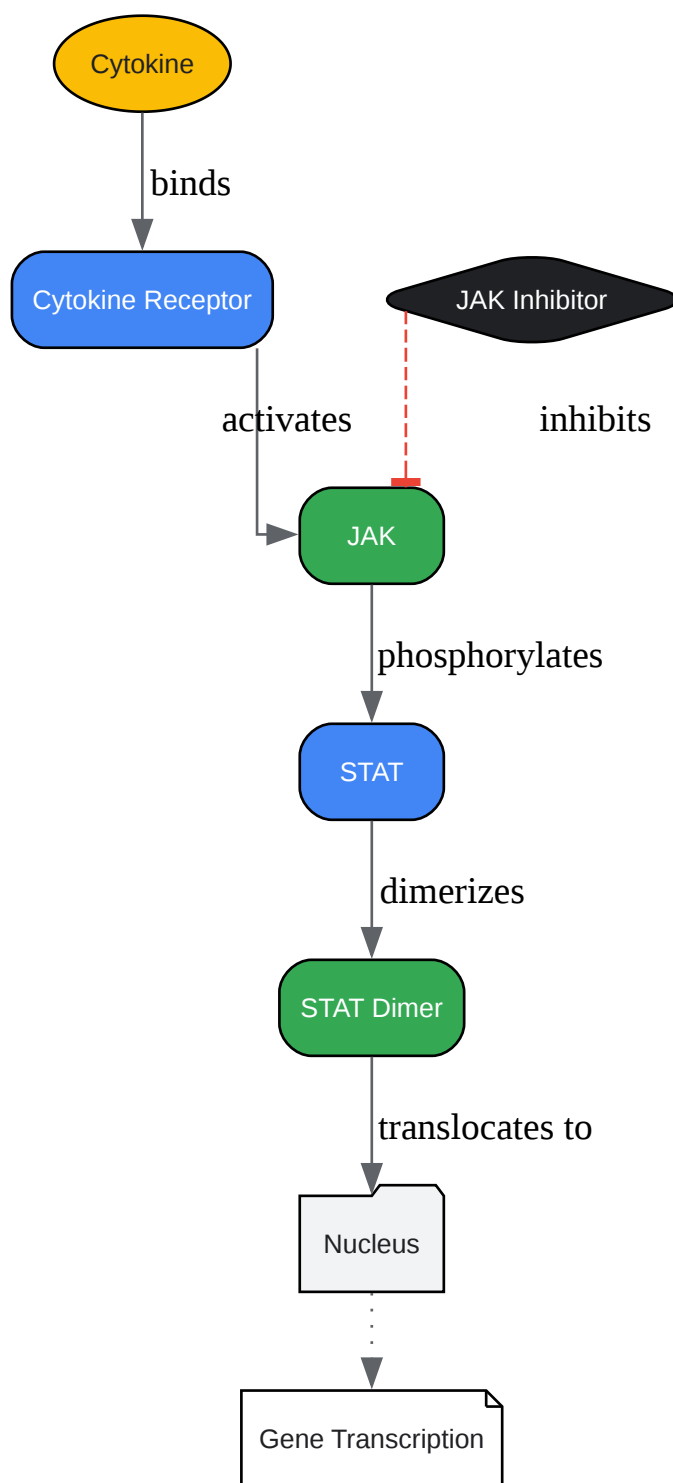 Cytokine
binds
Cytokine Receptor
JAK Inhibitor
activates
inhibits
JAK
phosphorylates
STAT
dimerizes
STAT Dimer
translocates to
Nucleus
Gene Transcription